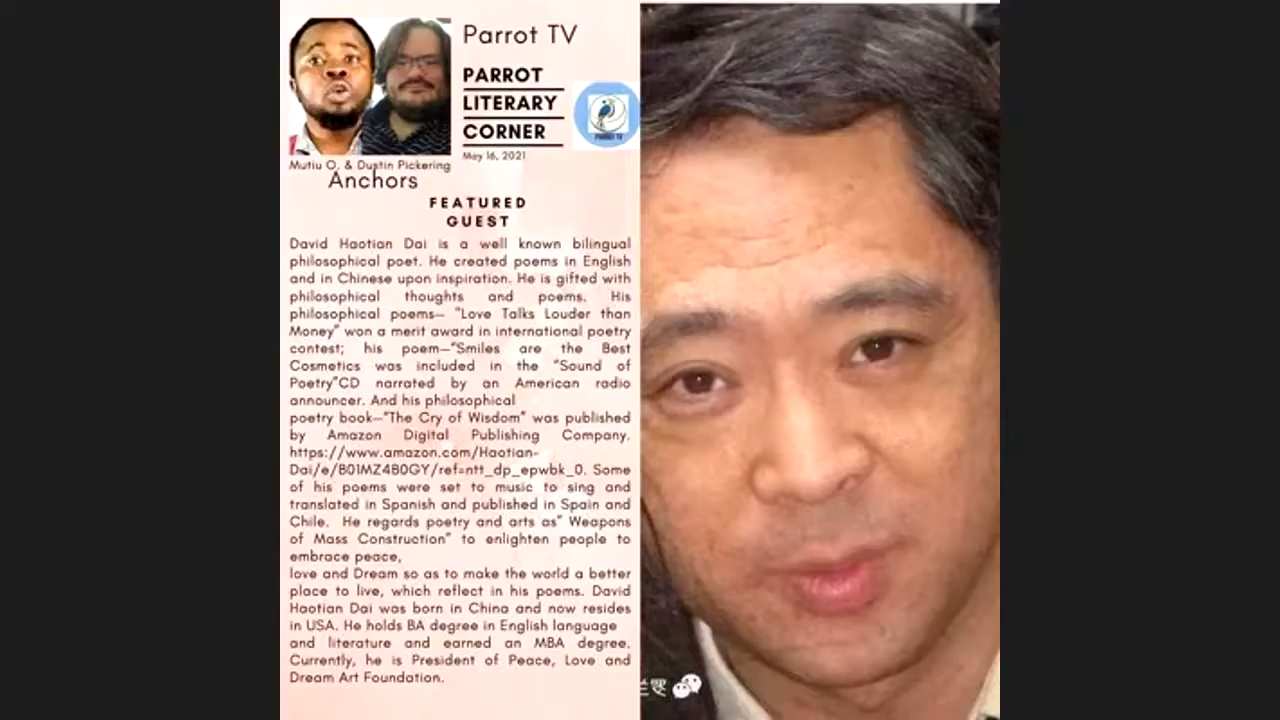 Parrot TV
PARROT
LITERARY
CORNER
PARROT TV
May 16, 2021
Mutiu O. & Dustin Pickering
Anchors
FEATURED
GUEST
David Haotian Dai is a well known bilingual
philosophical poet. He created poems in English
and in Chinese upon inspiration. He is gifted with
philosophical thoughts and poems. His
philosophical poems— "Love Talks Louder than
Money" won a merit award in international poetry
contest; his poem—"Smiles are the Best
Cosmetics was included in the "Sound of
Poetry"CD narrated by an American radio
announcer. And his philosophical
poetry book—"The Cry of Wisdom" was published
by Amazon Digital Publishing Company.
https://www.amazon.com/Haotian-
Dai/e/B01MZ4B0GY/ref=ntt_dp_epwbk_0. Some
of his poems were set to music to sing and
translated in Spanish and published in Spain and
Chile. He regards poetry and arts as" Weapons
of Mass Construction" to enlighten people to
embrace peace,
love and Dream so as to make the world a better
place to live, which reflect in his poems. David
Haotian Dai was born in China and now resides
in USA. He holds BA degree in English language
and literature and earned an MBA degree.
Currently, he is President of Peace, Love and
Dream Art Foundation.